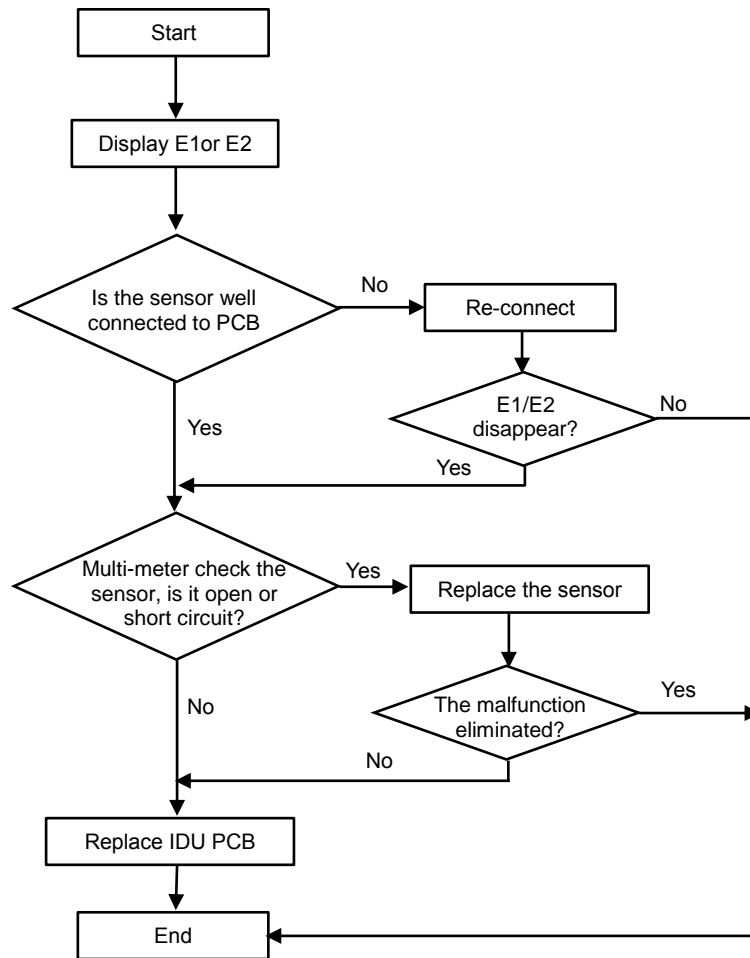 Start
Display E1or E2
Is the sensor well
connected to PCB
No
Re-connect
E1/E2
disappear?
No
Yes
Yes
Multi-meter check the
sensor, is it open or
short circuit?
Yes
Replace the sensor
The malfunction
eliminated?
Yes
No
No
Replace IDU PCB
End